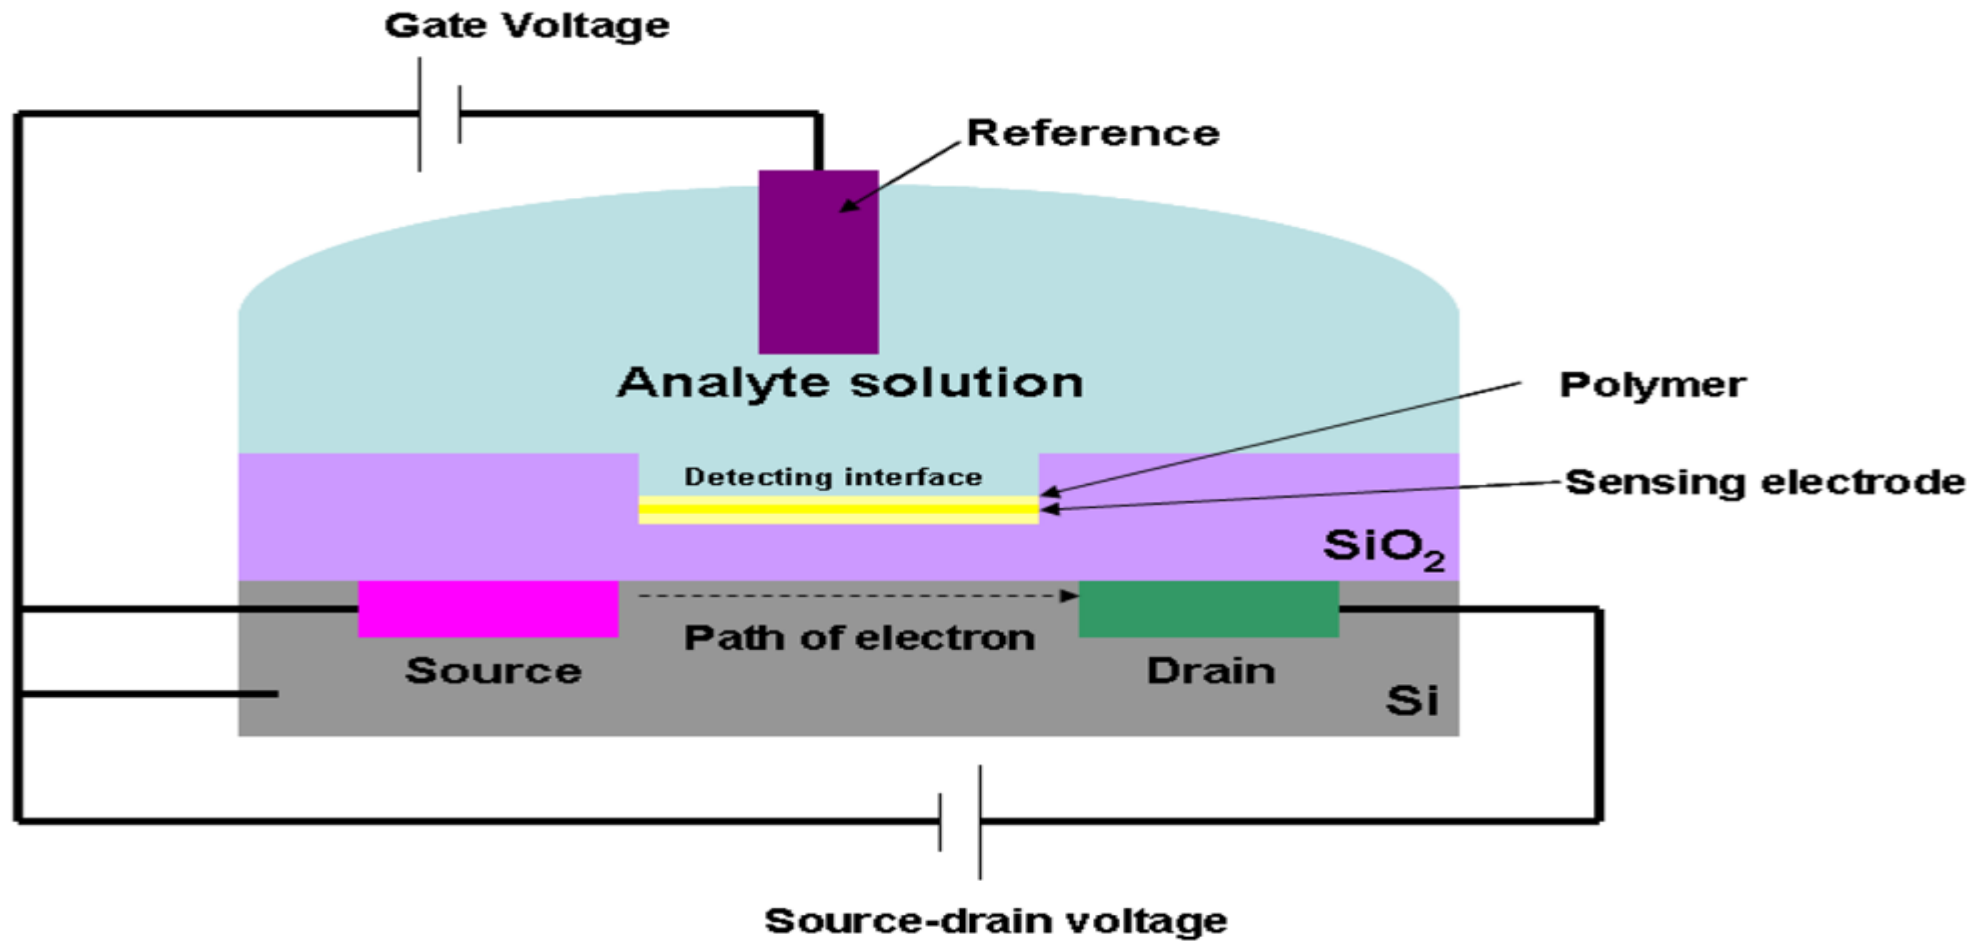 Gate Voltage
Reference
Analyte solution
Polymer
Detecting interface
Sensing electrode
SiO₂
Path of electron
Source
Drain
Si
Source-drain voltage